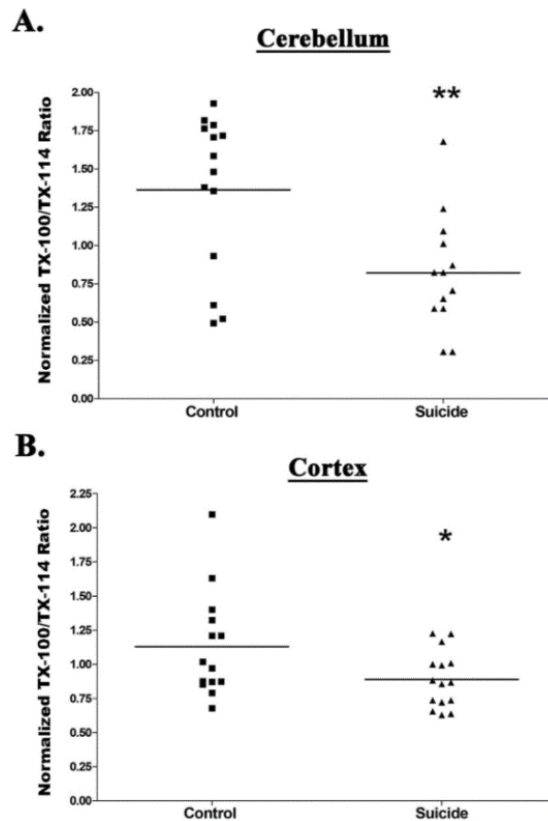 A.
Cerebellum
**
Normalized TX-100/TX-114 Ratio
2.00
1.75
1.50
1.25
1.00
0.75
0.50
0.25
0.00
Control Suicide
B.
Cortex
*
Normalized TX-100/TX-114 Ratio
2.25
2.00
1.75
1.50
1.25
1.00
0.75
0.50
0.25
0.00
Control Suicide